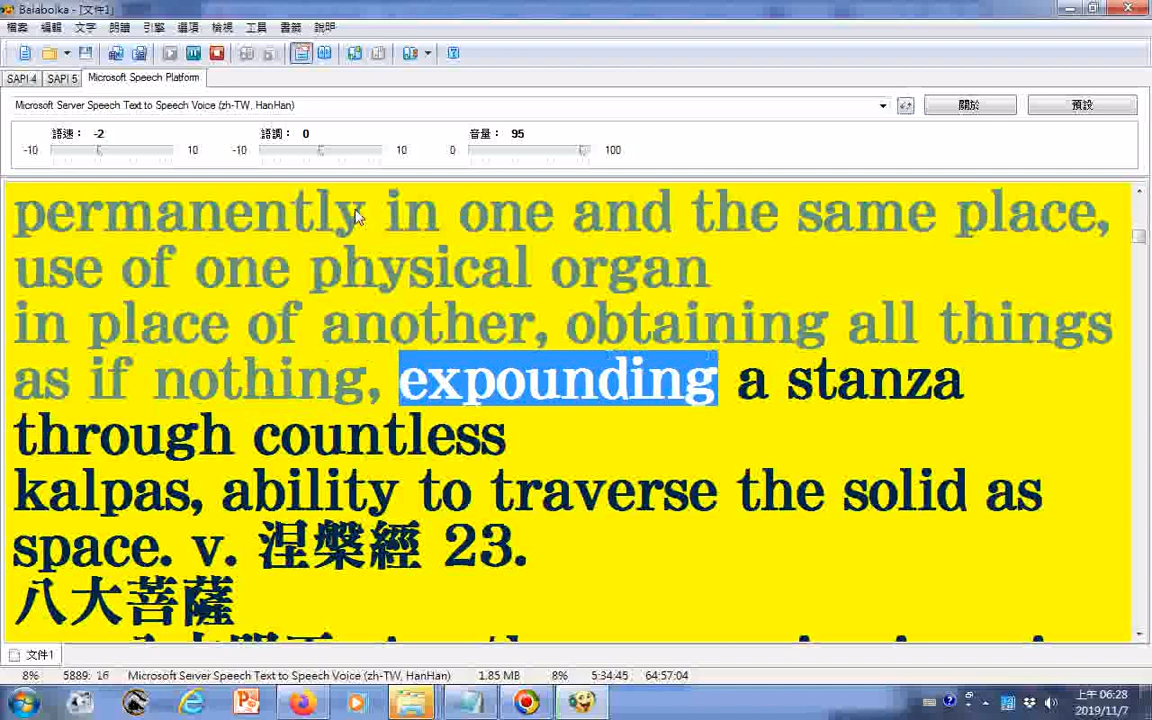 Balabolka - [文件1]
檔案 編輯 文字 朗讀 引擎 選項 檢視 工具 書籤 說明
SAPI 4 SAPI 5 Microsoft Speech Platform
Microsoft Server Speech Text to Speech Voice (zh-TW, HanHan) 關於 預設
語速： -2 語調： 0 音量： 95
-10 10 -10 10 0 100
permanently in one and the same place,
use of one physical organ
in place of another, obtaining all things
as if nothing, expounding a stanza
through countless
kalpas, ability to traverse the solid as
space. v. 涅槃經 23.
八大菩薩
文件1
8% 5889: 16 Microsoft Server Speech Text to Speech Voice (zh-TW, HanHan) 1.85 MB 8% 5:34:45 64:57:04
上午 06:28
2019/11/7